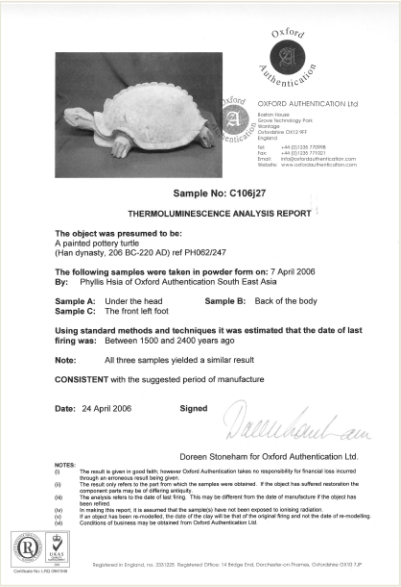 Oxford
Authentication
Oxford
Authentication
A
OXFORD AUTHENTICATION Ltd
Boston House
Grove Technology Park
Wantage
Oxfordshire OX12 9FF
England
Tel: +44 (0)1235 770998
Fax: +44 (0)1235 771021
Email: info@oxfordauthentication.com
Website: www.oxfordauthentication.com
Sample No: C106j27
THERMOLUMINESCENCE ANALYSIS REPORT
The object was presumed to be:
A painted pottery turtle
(Han dynasty, 206 BC-220 AD) ref PH062/247
The following samples were taken in powder form on: 7 April 2006
By: Phyllis Hsia of Oxford Authentication South East Asia
Sample A: Under the head Sample B: Back of the body
Sample C: The front left foot
Using standard methods and techniques it was estimated that the date of last
firing was: Between 1500 and 2400 years ago
Note: All three samples yielded a similar result
CONSISTENT with the suggested period of manufacture
Date: 24 April 2006 Signed
Doreen Stoneham
Doreen Stoneham for Oxford Authentication Ltd.
NOTES:
(i) The result is given in good faith; however Oxford Authentication takes no responsibility for financial loss incurred
through an erroneous result being given.
(ii) The result only refers to the part from which the samples were obtained. If the object has suffered restoration the
component parts may be of differing antiquity.
(iii) The analysis refers to the date of last firing. This may be different from the date of manufacture if the object has
been refired.
(iv) In making this report, it is assumed that the sample(s) have not been exposed to ionising radiation.
(v) If an object has been re-modelled, the date of the clay will be that of the original firing and not the date of re-modelling.
(vi) Conditions of business may be obtained from Oxford Authentication Ltd.
R
UKAS
Registered in England, no. Registered Office: 14 Bridge End, Dorchester-on-Thames, Oxfordshire OX10 7JP